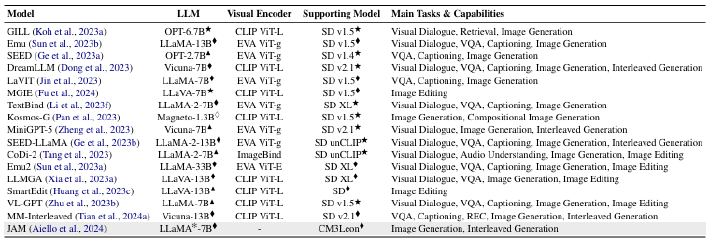 Model LLM Visual Encoder Supporting Model Main Tasks & Capabilities
GILL (Koh et al., 2023a) OPT-6.7B★ CLIP ViT-L SD v1.5★ Visual Dialogue, Retrieval, Image Generation
Emu (Sun et al., 2023b) LLaMA-13B♦ EVA ViT-g SD v1.5♦ Visual Dialogue, VQA, Captioning, Image Generation
SEED (Ge et al., 2023a) OPT-2.7B▲ EVA ViT-g SD v1.4★ VQA, Captioning, Image Generation
DreamLLM (Dong et al., 2023) Vicuna-7B♦ CLIP ViT-L SD v2.1★ Visual Dialogue, VQA, Captioning, Image Generation, Interleaved Generation
LaVIT (Jin et al., 2023) LLaMA-7B♦ EVA ViT-g SD v1.5♦ VQA, Captioning, Image Generation
MGIE (Fu et al., 2024) LLaVA-7B★ CLIP ViT-L SD v1.5♦ Image Editing
TextBind (Li et al., 2023f) LLaMA-2-7B♦ EVA ViT-g SD XL★ Visual Dialogue, VQA, Captioning, Image Generation
Kosmos-G (Pan et al., 2023) Magneto-1.3B◊ CLIP ViT-L SD v1.5★ Image Generation, Compositional Image Generation
MiniGPT-5 (Zheng et al., 2023) Vicuna-7B▲ EVA ViT-g SD v2.1★ Visual Dialogue, Image Generation, Interleaved Generation
SEED-LLaMA (Ge et al., 2023b) LLaMA-2-13B♦ EVA ViT-g SD unCLIP★ Visual Dialogue, VQA, Captioning, Image Generation, Interleaved Generation
CoDi-2 (Tang et al., 2023) LLaMA-2-7B▲ ImageBind SD unCLIP★ Visual Dialogue, Audio Understanding, Image Generation, Image Editing
Emu2 (Sun et al., 2023a) LLaMA-33B♦ EVA ViT-E SD XL♦ Visual Dialogue, VQA, Captioning, Image Generation, Image Editing
LLMGA (Xia et al., 2023a) LLaVA-13B♦ CLIP ViT-L SD XL♦ Visual Dialogue, VQA, Image Generation, Image Editing
SmartEdit (Huang et al., 2023c) LLaVA-13B▲ CLIP ViT-L SD♦ Image Editing
VL-GPT (Zhu et al., 2023b) LLaMA-7B▲ CLIP ViT-L SD v1.5★ Visual Dialogue, VQA, Captioning, Image Generation, Image Editing
MM-Interleaved (Tian et al., 2024a) Vicuna-13B♦ CLIP ViT-L SD v2.1♦ VQA, Captioning, REC, Image Generation, Interleaved Generation
JAM (Aiello et al., 2024) LLaMA*-7B♦ - CM3Leon♦ Image Generation, Interleaved Generation